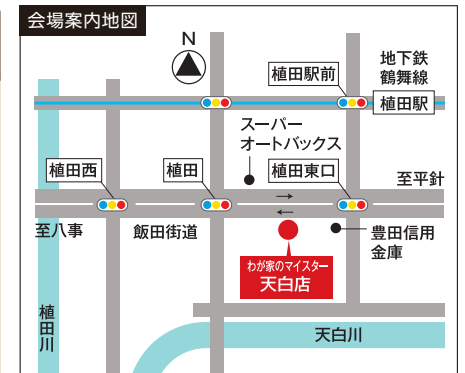 会場案内地図
N
植田駅前
地下鉄
鶴舞線
植田駅
スーパー
オートバックス
植田西
植田
植田東口
→
至平針
←
至八事
飯田街道
豊田信用
金庫
わが家のマイスター
天白店
植田川
天白川